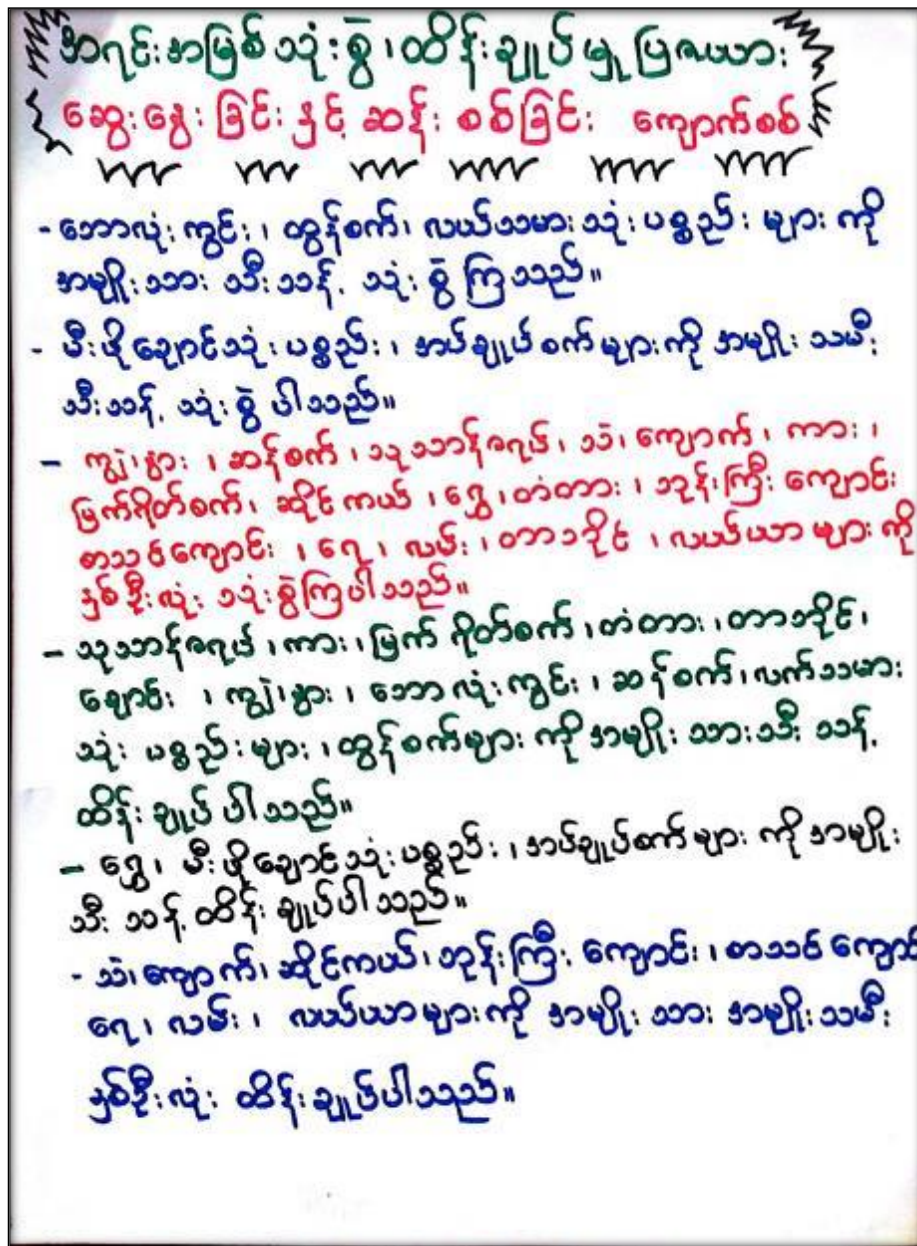 အရင်းအမြစ်သုံးစွဲ၊ထိန်းချုပ်မှုပြဇယား
ဆွေးနွေးခြင်းနှင့်ဆန်းစစ်ခြင်း ကျောက်စစ်
- ဘောလုံးကွင်း၊ ထွန်စက်၊ လယ်သမားသုံးပစ္စည်းများကို
အမျိုးသား သီးသန့် သုံးစွဲကြသည်။
- မီးဖိုချောင်သုံးပစ္စည်း၊ အပ်ချုပ်စက်များကို အမျိုးသမီး
သီးသန့် သုံးစွဲပါသည်။
- ကျွဲ၊နွား၊ ဆန်စက်၊ သုသာန်ဇရပ်၊ သဲ၊ ကျောက်၊ ကား၊
မြက်ရိတ်စက်၊ ဆိုင်ကယ်၊ ရွှေ၊တံတား၊ ဘုန်းကြီးကျောင်း
စာသင်ကျောင်း၊ ရေ၊ လမ်း၊ တာဘိုင်၊ လယ်ယာများကို
နှစ်ဦးလုံး သုံးစွဲကြပါသည်။
- သုသာန်ဇရပ်၊ ကား၊ မြက်ရိတ်စက်၊ တံတား၊ တာဘိုင်၊
ချောင်း၊ ကျွဲ၊နွား၊ ဘောလုံးကွင်း၊ ဆန်စက်၊ လက်သမား
သုံးပစ္စည်းများ၊ ထွန်စက်များကို အမျိုးသားသီးသန့်
ထိန်းချုပ်ပါသည်။
- ရွှေ၊ မီးဖိုချောင်သုံးပစ္စည်း၊ အပ်ချုပ်စက်များကို အမျိုး
သီးသန့် ထိန်းချုပ်ပါသည်။
- သဲ၊ကျောက်၊ ဆိုင်ကယ်၊ ဘုန်းကြီးကျောင်း၊ စာသင်ကျောင်
ရေ၊ လမ်း၊ လယ်ယာများကို အမျိုးသား အမျိုးသမီး
နှစ်ဦးလုံး ထိန်းချုပ်ပါသည်။